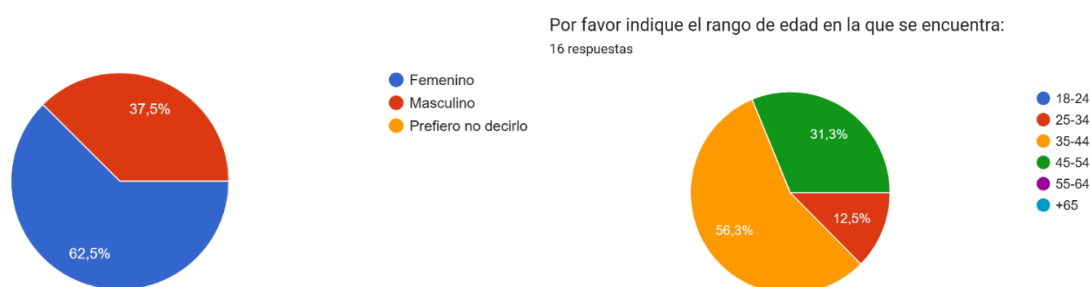 Femenino
Masculino
Prefiero no decirlo
37,5%
62,5%
Por favor indique el rango de edad en la que se encuentra:
16 respuestas
18-24
25-34
35-44
45-54
55-64
+65
31,3%
12,5%
56,3%